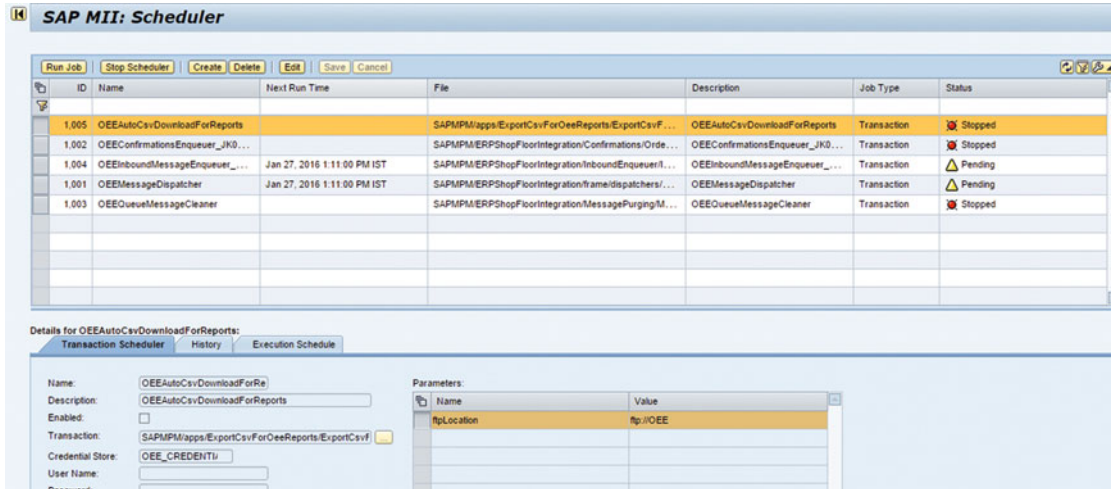 SAP MII: Scheduler
Run Job Stop Scheduler Create Delete Edit Save Cancel
ID Name Next Run Time File Description Job Type Status
1,005 OEEAutoCsvDownloadForReports SAPMPM/apps/ExportCsvForOeeReports/ExportCsvF... OEEAutoCsvDownloadForReports Transaction Stopped
1,002 OEEConfirmationsEnqueuer_JK0... SAPMPM/ERPShopFloorIntegration/Confirmations/Orde... OEEConfirmationsEnqueuer_JK0... Transaction Stopped
1,004 OEEInboundMessageEnqueuer_... Jan 27, 2016 1:11:00 PM IST SAPMPM/ERPShopFloorIntegration/InboundEnqueuer/I... OEEInboundMessageEnqueuer_... Transaction Pending
1,001 OEEMessageDispatcher Jan 27, 2016 1:11:00 PM IST SAPMPM/ERPShopFloorIntegration/frame/dispatchers/... OEEMessageDispatcher Transaction Pending
1,003 OEEQueueMessageCleaner SAPMPM/ERPShopFloorIntegration/MessagePurging/M... OEEQueueMessageCleaner Transaction Stopped
Details for OEEAutoCsvDownloadForReports:
Transaction Scheduler History Execution Schedule
Name: OEEAutoCsvDownloadForRe Parameters:
Description: OEEAutoCsvDownloadForReports Name Value
Enabled: ftpLocation ftp://OEE
Transaction: SAPMPM/apps/ExportCsvForOeeReports/ExportCsvF ...
Credential Store: OEE_CREDENTI
User Name: